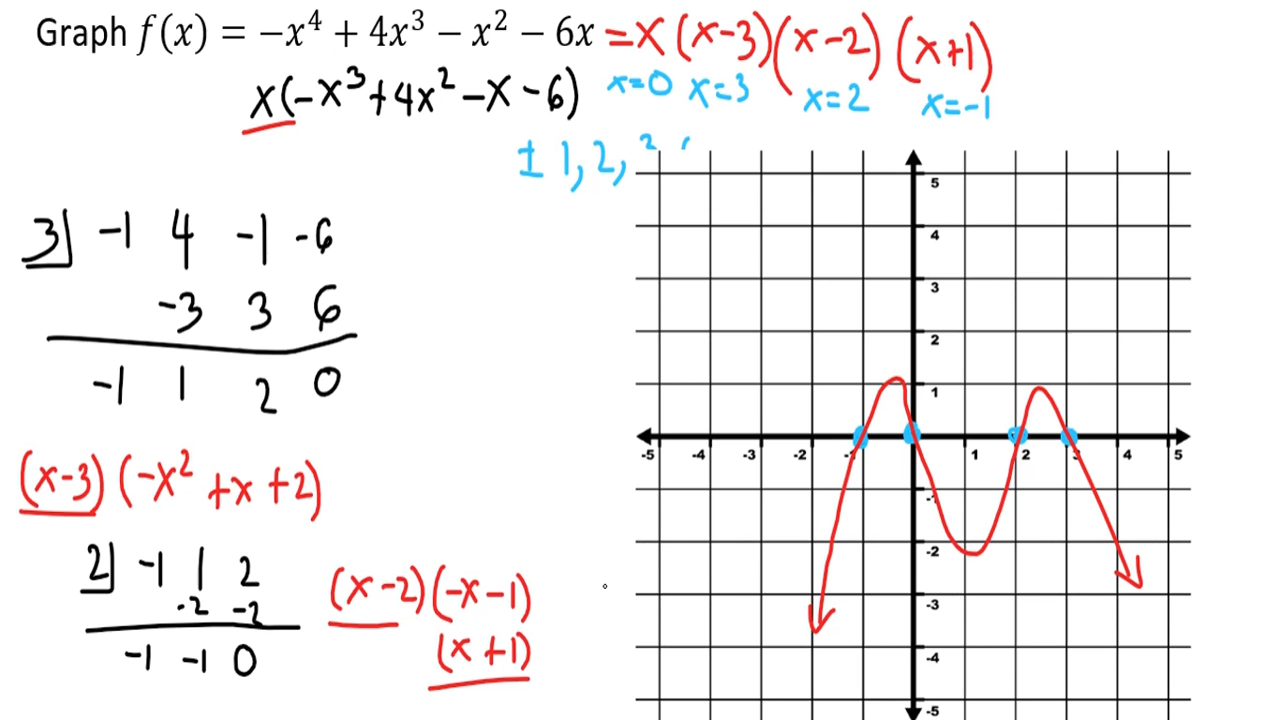 Graph f(x) = −x⁴ + 4x³ − x² − 6x = x(x-3)(x-2)(x+1)
x(-x³+4x²-x-6)
x=0 x=3 x=2 x=-1
± 1, 2,
3| -1 4 -1 -6
-3 3 6
-1 1 2 0
(x-3)(-x²+x+2)
2| -1 1 2
-2 -2
-1 -1 0
(x-2)(-x-1)
(x+1)
5
4
3
2
1
-5 -4 -3 -2 -1 1 2 3 4 5
-1
-2
-3
-4
-5